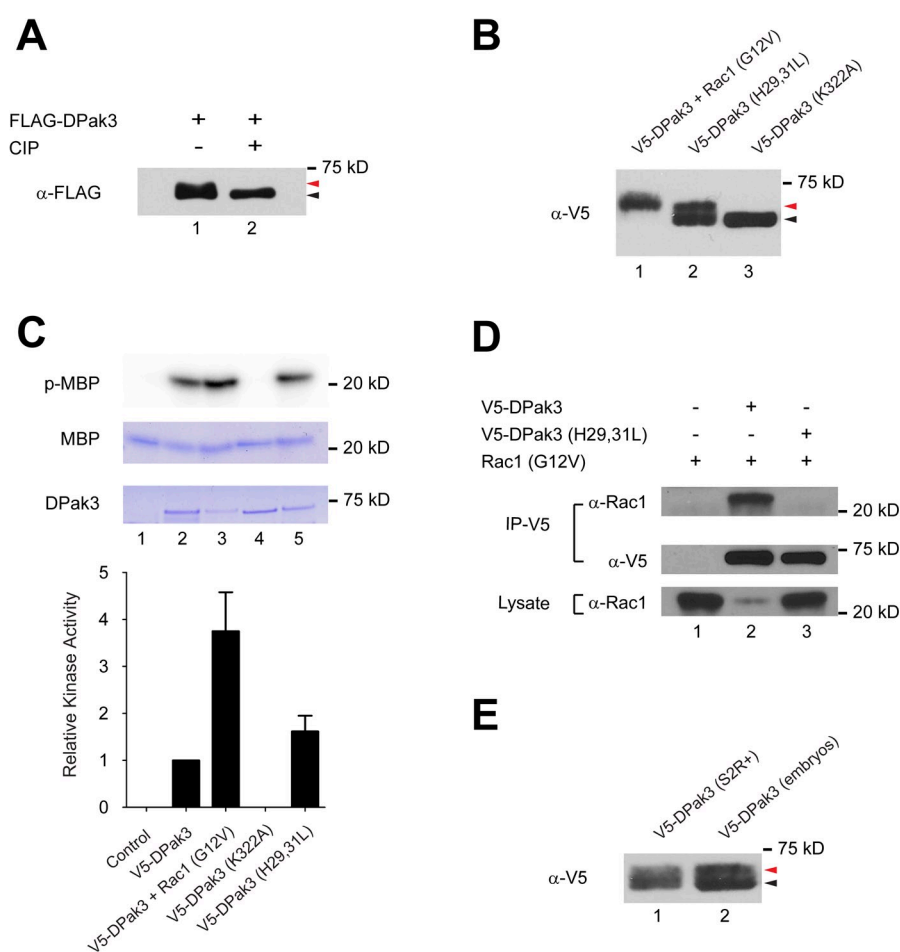 A
FLAG-DPak3 + +
CIP - +
75 kD
α-FLAG
1 2
B
V5-DPak3 + Rac1 (G12V)
V5-DPak3 (H29,31L)
V5-DPak3 (K322A)
75 kD
α-V5
1 2 3
C
p-MBP
20 kD
MBP
20 kD
DPak3
75 kD
1 2 3 4 5
Relative Kinase Activity
5
4
3
2
1
0
Control
V5-DPak3
V5-DPak3 + Rac1 (G12V)
V5-DPak3 (K322A)
V5-DPak3 (H29,31L)
D
V5-DPak3 - + -
V5-DPak3 (H29,31L) - - +
Rac1 (G12V) + + +
IP-V5
α-Rac1
20 kD
α-V5
75 kD
Lysate
α-Rac1
20 kD
1 2 3
E
V5-DPak3 (S2R+)
V5-DPak3 (embryos)
75 kD
α-V5
1 2